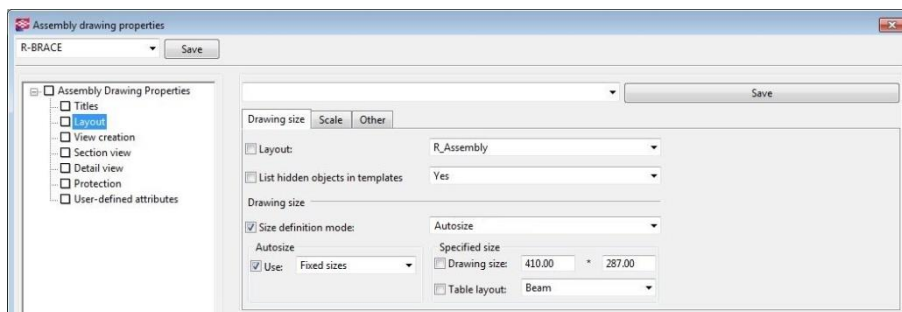 Assembly drawing properties
R-BRACE Save
Assembly Drawing Properties
Titles
Layout
View creation
Section view
Detail view
Protection
User-defined attributes
Save
Drawing size Scale Other
Layout: R_Assembly
List hidden objects in templates Yes
Drawing size
Size definition mode: Autosize
Autosize Specified size
Use: Fixed sizes Drawing size: 410.00 * 287.00
Table layout: Beam